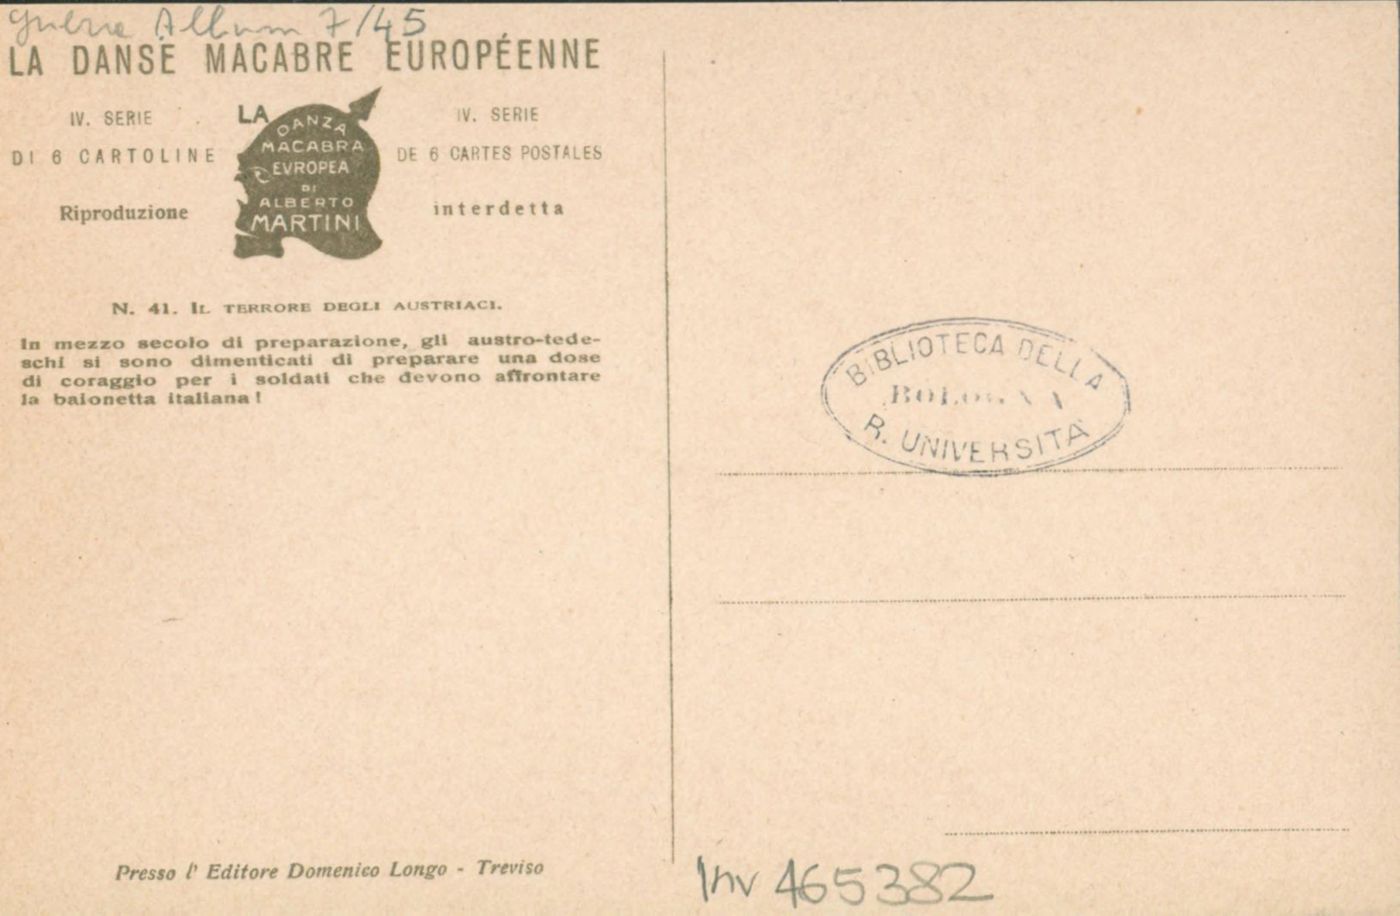 Guerra Album 7/45
LA DANSE MACABRE EUROPÉENNE
IV. SERIE
DI 6 CARTOLINE
LA
DANZA
MACABRA
EVROPEA
DI
ALBERTO
MARTINI
IV. SERIE
DE 6 CARTES POSTALES
Riproduzione interdetta
N. 41. IL TERRORE DEGLI AUSTRIACI.
In mezzo secolo di preparazione, gli austro-tede-
schi si sono dimenticati di preparare una dose
di coraggio per i soldati che devono affrontare
la baionetta italiana!
Presso l' Editore Domenico Longo - Treviso
BIBLIOTECA DELLA
BOLOGNA
R. UNIVERSITÀ
Inv 465382